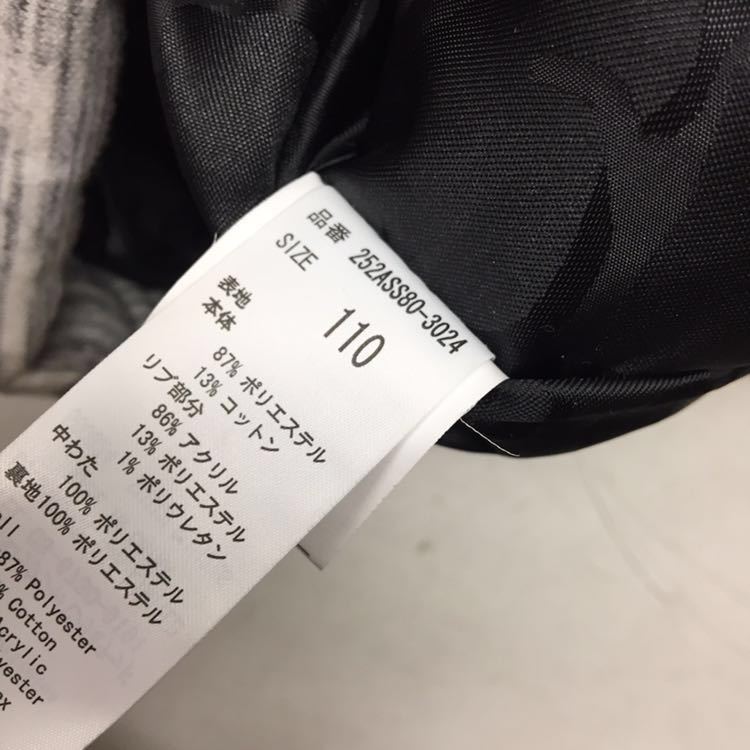 品番 252ASS80-3024
SIZE 110
表地
本体
87% ポリエステル
13% コットン
リブ部分
86% アクリル
13% ポリエステル
1% ポリウレタン
中わた
100% ポリエステル
裏地100% ポリエステル
87% Polyester
Cotton